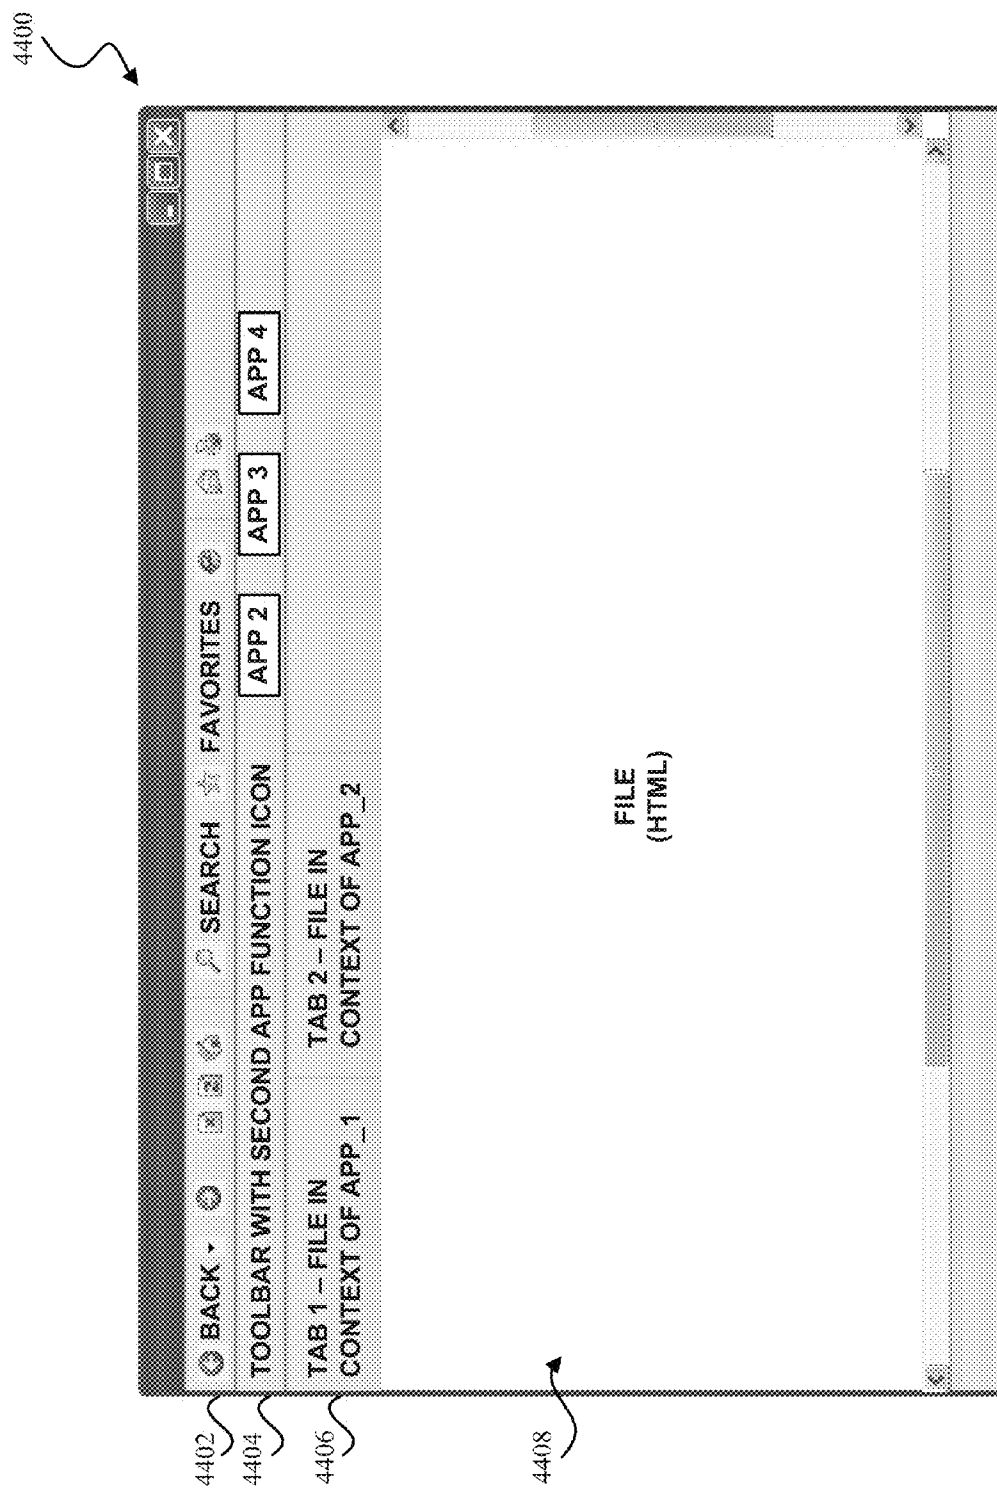 4400
4402
BACK SEARCH FAVORITES
4404
TOOLBAR WITH SECOND APP FUNCTION ICON APP 2 APP 3 APP 4
4406
TAB 1 – FILE IN
CONTEXT OF APP_1
TAB 2 – FILE IN
CONTEXT OF APP_2
4408
FILE
(HTML)